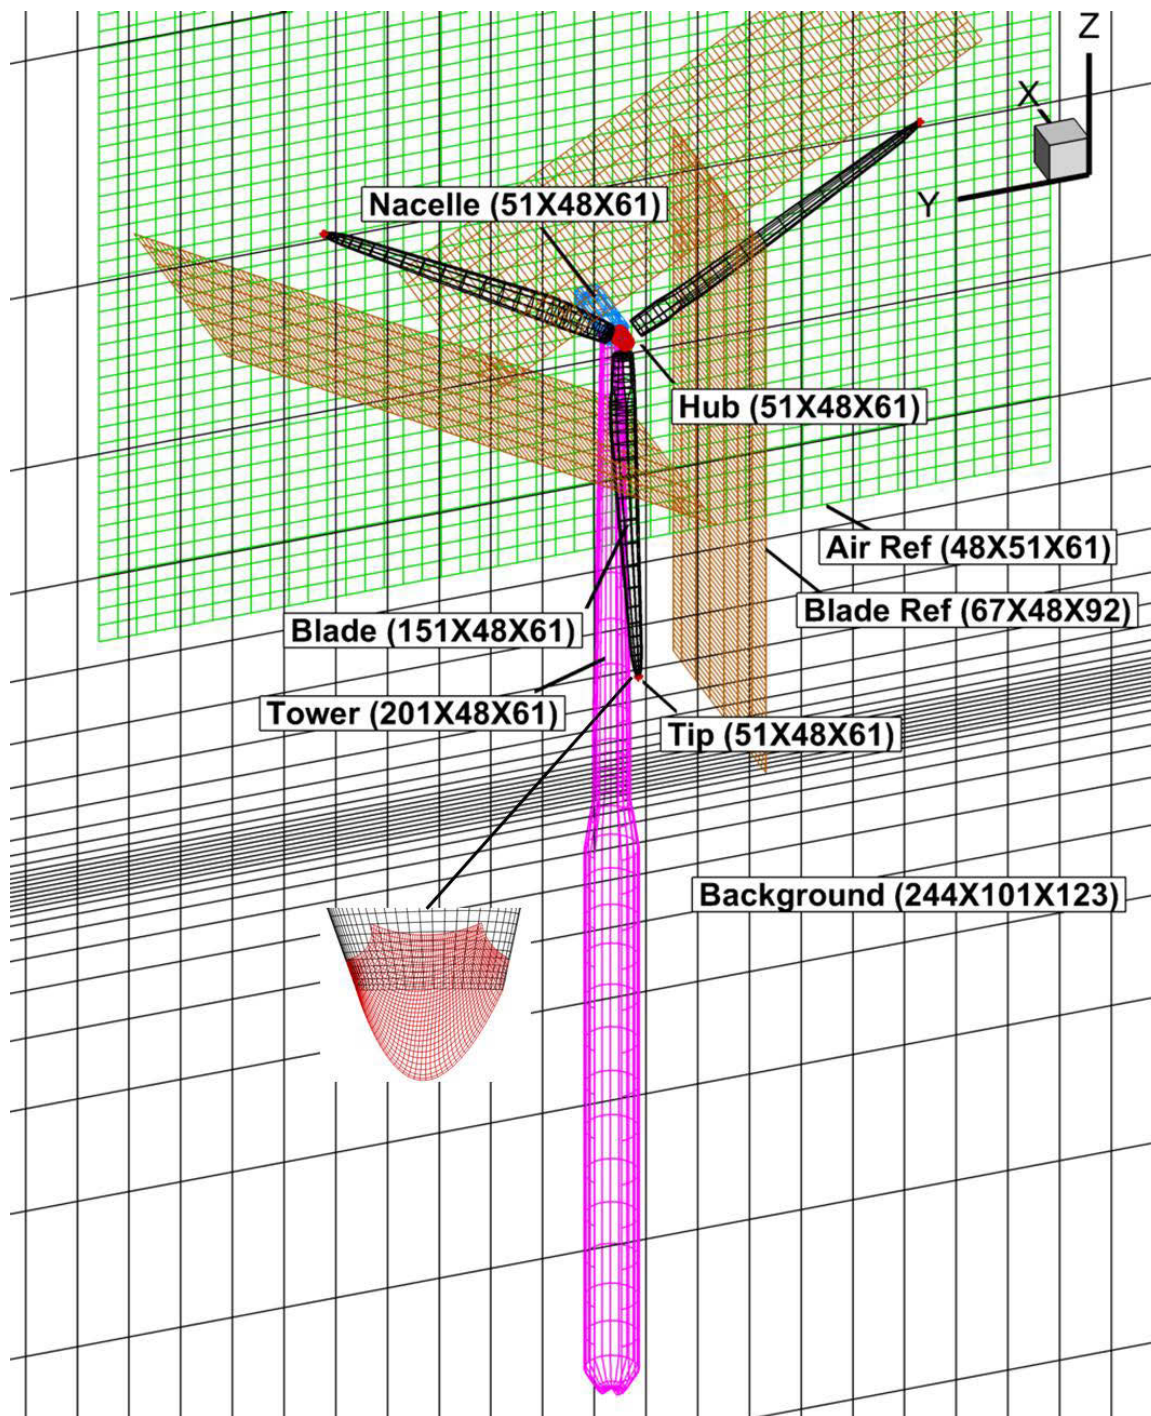 Z
X
Y
Nacelle (51X48X61)
Hub (51X48X61)
Air Ref (48X51X61)
Blade Ref (67X48X92)
Blade (151X48X61)
Tower (201X48X61)
Tip (51X48X61)
Background (244X101X123)